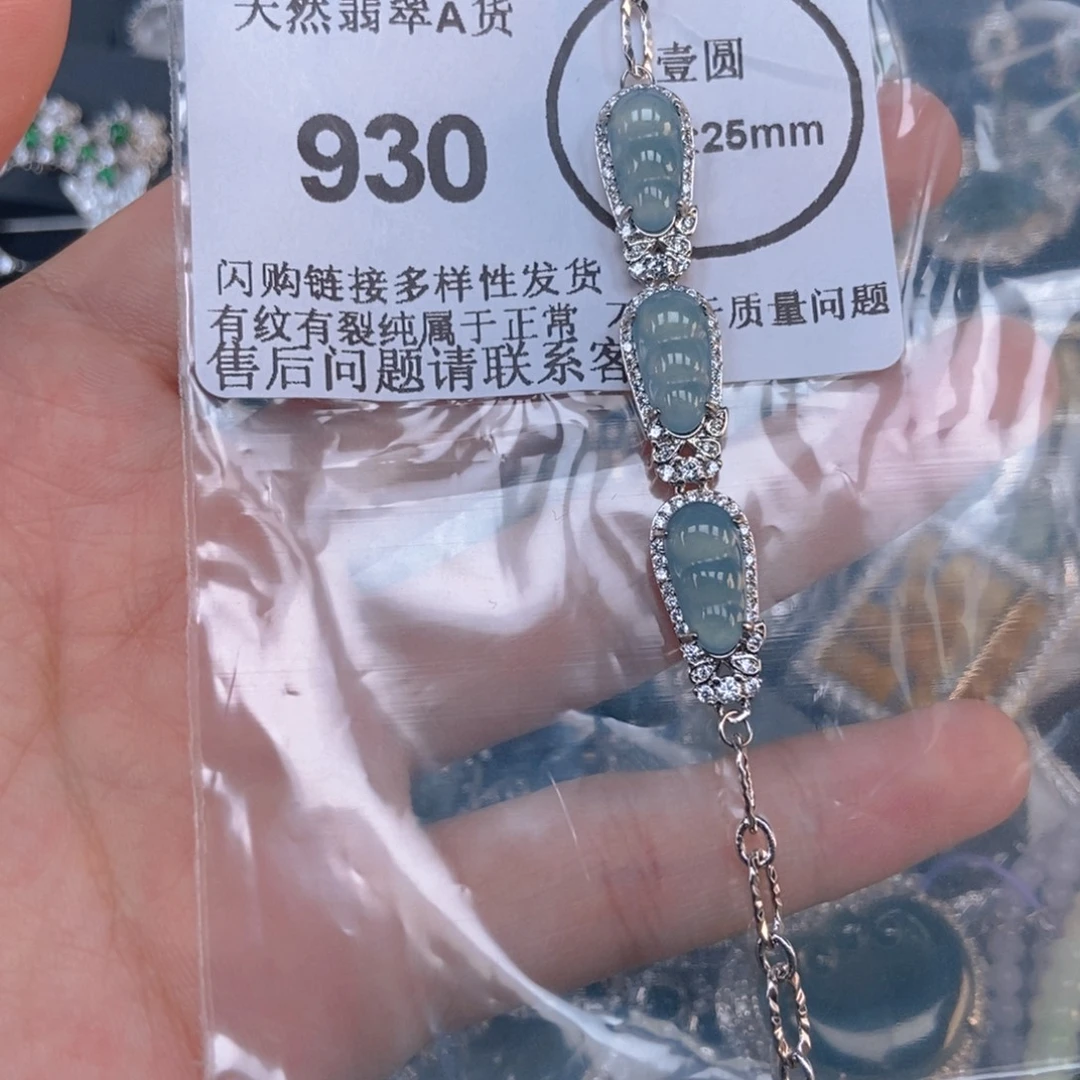 天然翡翠A货
930
壹圆
:25mm
闪购链接多样性发货
有纹有裂纯属于正常 质量问题
售后问题请联系客